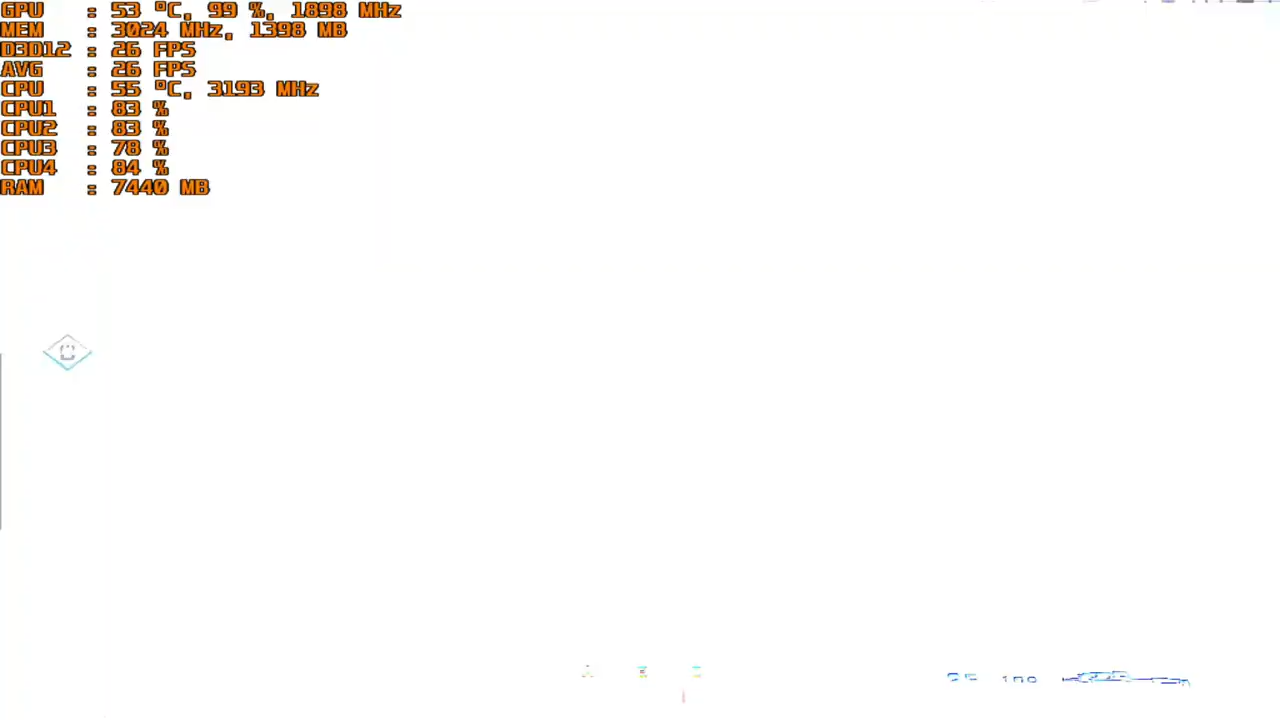 GPU : 53 °C, 99 %, 1898 MHz
MEM : 3024 MHz, 1398 MB
D3D12 : 26 FPS
AVG : 26 FPS
CPU : 55 °C, 3193 MHz
CPU1 : 83 %
CPU2 : 83 %
CPU3 : 78 %
CPU4 : 84 %
RAM : 7440 MB